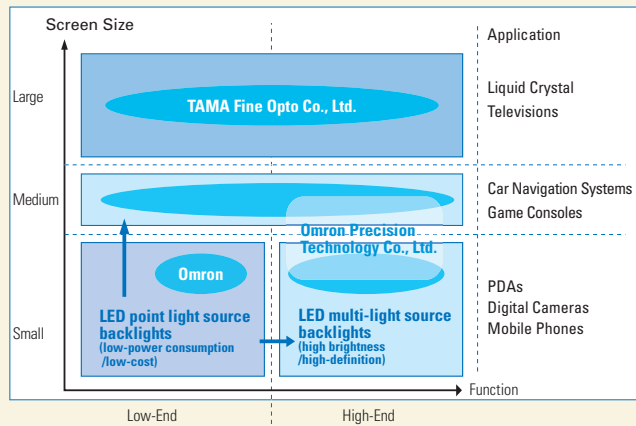 Screen Size
Application
Large
TAMA Fine Opto Co., Ltd.
Liquid Crystal
Televisions
Medium
Car Navigation Systems
Game Consoles
Omron Precision
Technology Co., Ltd.
Omron
PDAs
Digital Cameras
Mobile Phones
Small
LED point light source
backlights
(low-power consumption
/low-cost)
LED multi-light source
backlights
(high brightness
/high-definition)
Function
Low-End
High-End